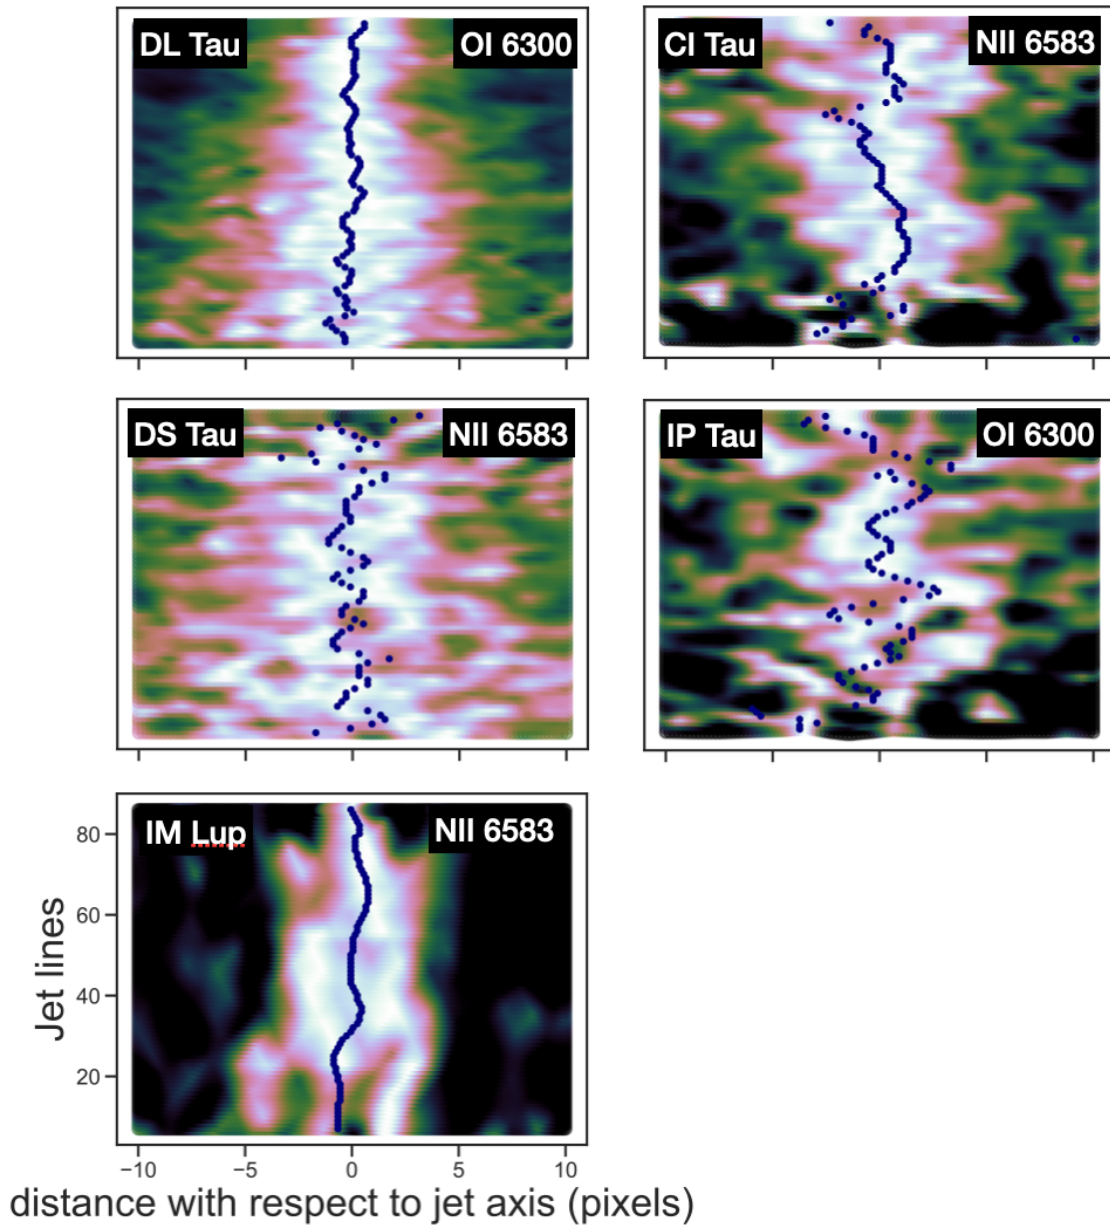 DL Tau OI 6300
CI Tau NII 6583
DS Tau NII 6583
IP Tau OI 6300
IM Lup NII 6583
80
60
40
20
Jet lines
−10 −5 0 5 10
distance with respect to jet axis (pixels)